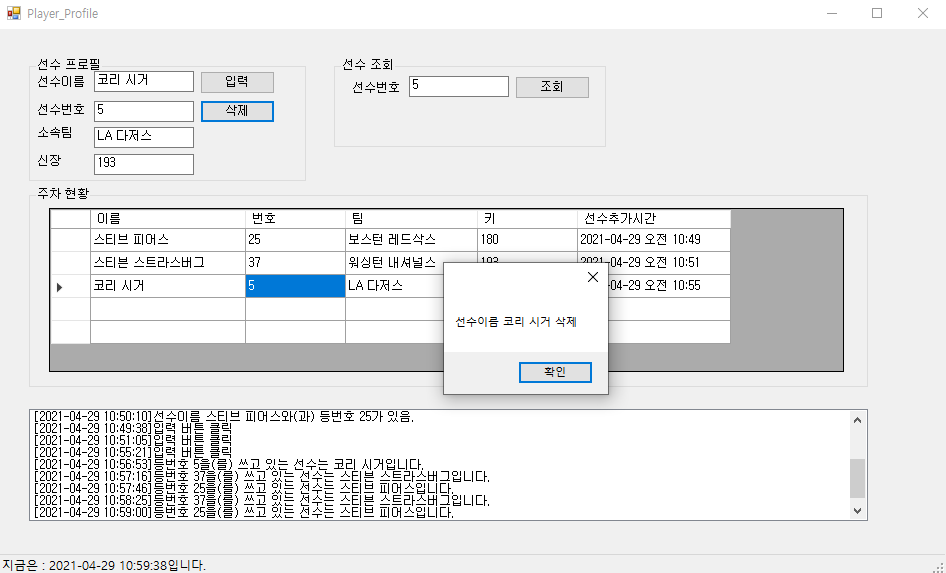 Player_Profile
선수 프로필
선수이름 코리 시거 입력
선수번호 5 삭제
소속팀 LA 다저스
신장 193
선수 조회
선수번호 5 조회
주차 현황
이름 번호 팀 키 선수추가시간
스티브 피머스 25 보스턴 레드삭스 180 2021-04-29 오전 10:49
스티븐 스트라스버그 37 워싱턴 내셔널스 193 2021-04-29 오전 10:51
코리 시거 5 LA 다저스 2021-04-29 오전 10:55
선수이름 코리 시거 삭제
확인
[2021-04-29 10:50:10]선수이름 스티브 피머스와(과) 등번호 25가 있음.
[2021-04-29 10:49:38]입력 버튼 클릭
[2021-04-29 10:51:05]입력 버튼 클릭
[2021-04-29 10:55:21]입력 버튼 클릭
[2021-04-29 10:56:53]등번호 5을(를) 쓰고 있는 선수는 코리 시거입니다.
[2021-04-29 10:57:16]등번호 37을(를) 쓰고 있는 선수는 스티븐 스트라스버그입니다.
[2021-04-29 10:57:46]등번호 25을(를) 쓰고 있는 선수는 스티브 피머스입니다.
[2021-04-29 10:58:25]등번호 37을(를) 쓰고 있는 선수는 스티븐 스트라스버그입니다.
[2021-04-29 10:59:00]등번호 25을(를) 쓰고 있는 선수는 스티브 피머스입니다.
지금은 : 2021-04-29 10:59:38입니다.